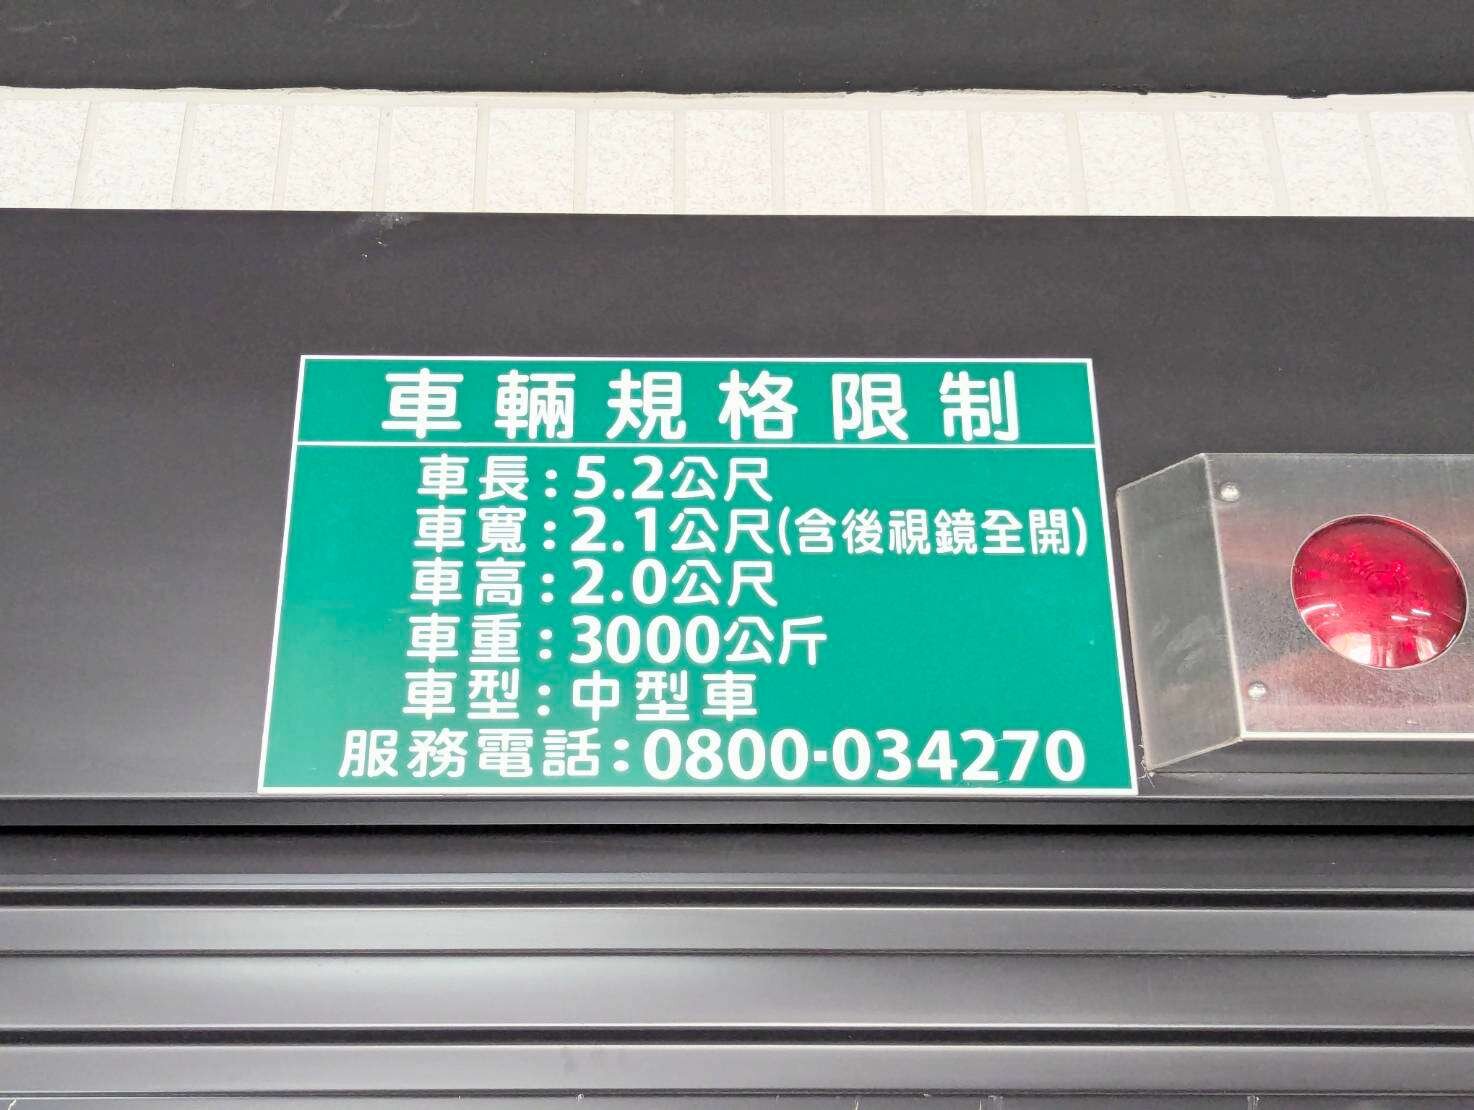 車輛規格限制
車長:5.2公尺
車寬:2.1公尺(含後視鏡全開)
車高:2.0公尺
車重:3000公斤
車型:中型車
服務電話:0800-034270